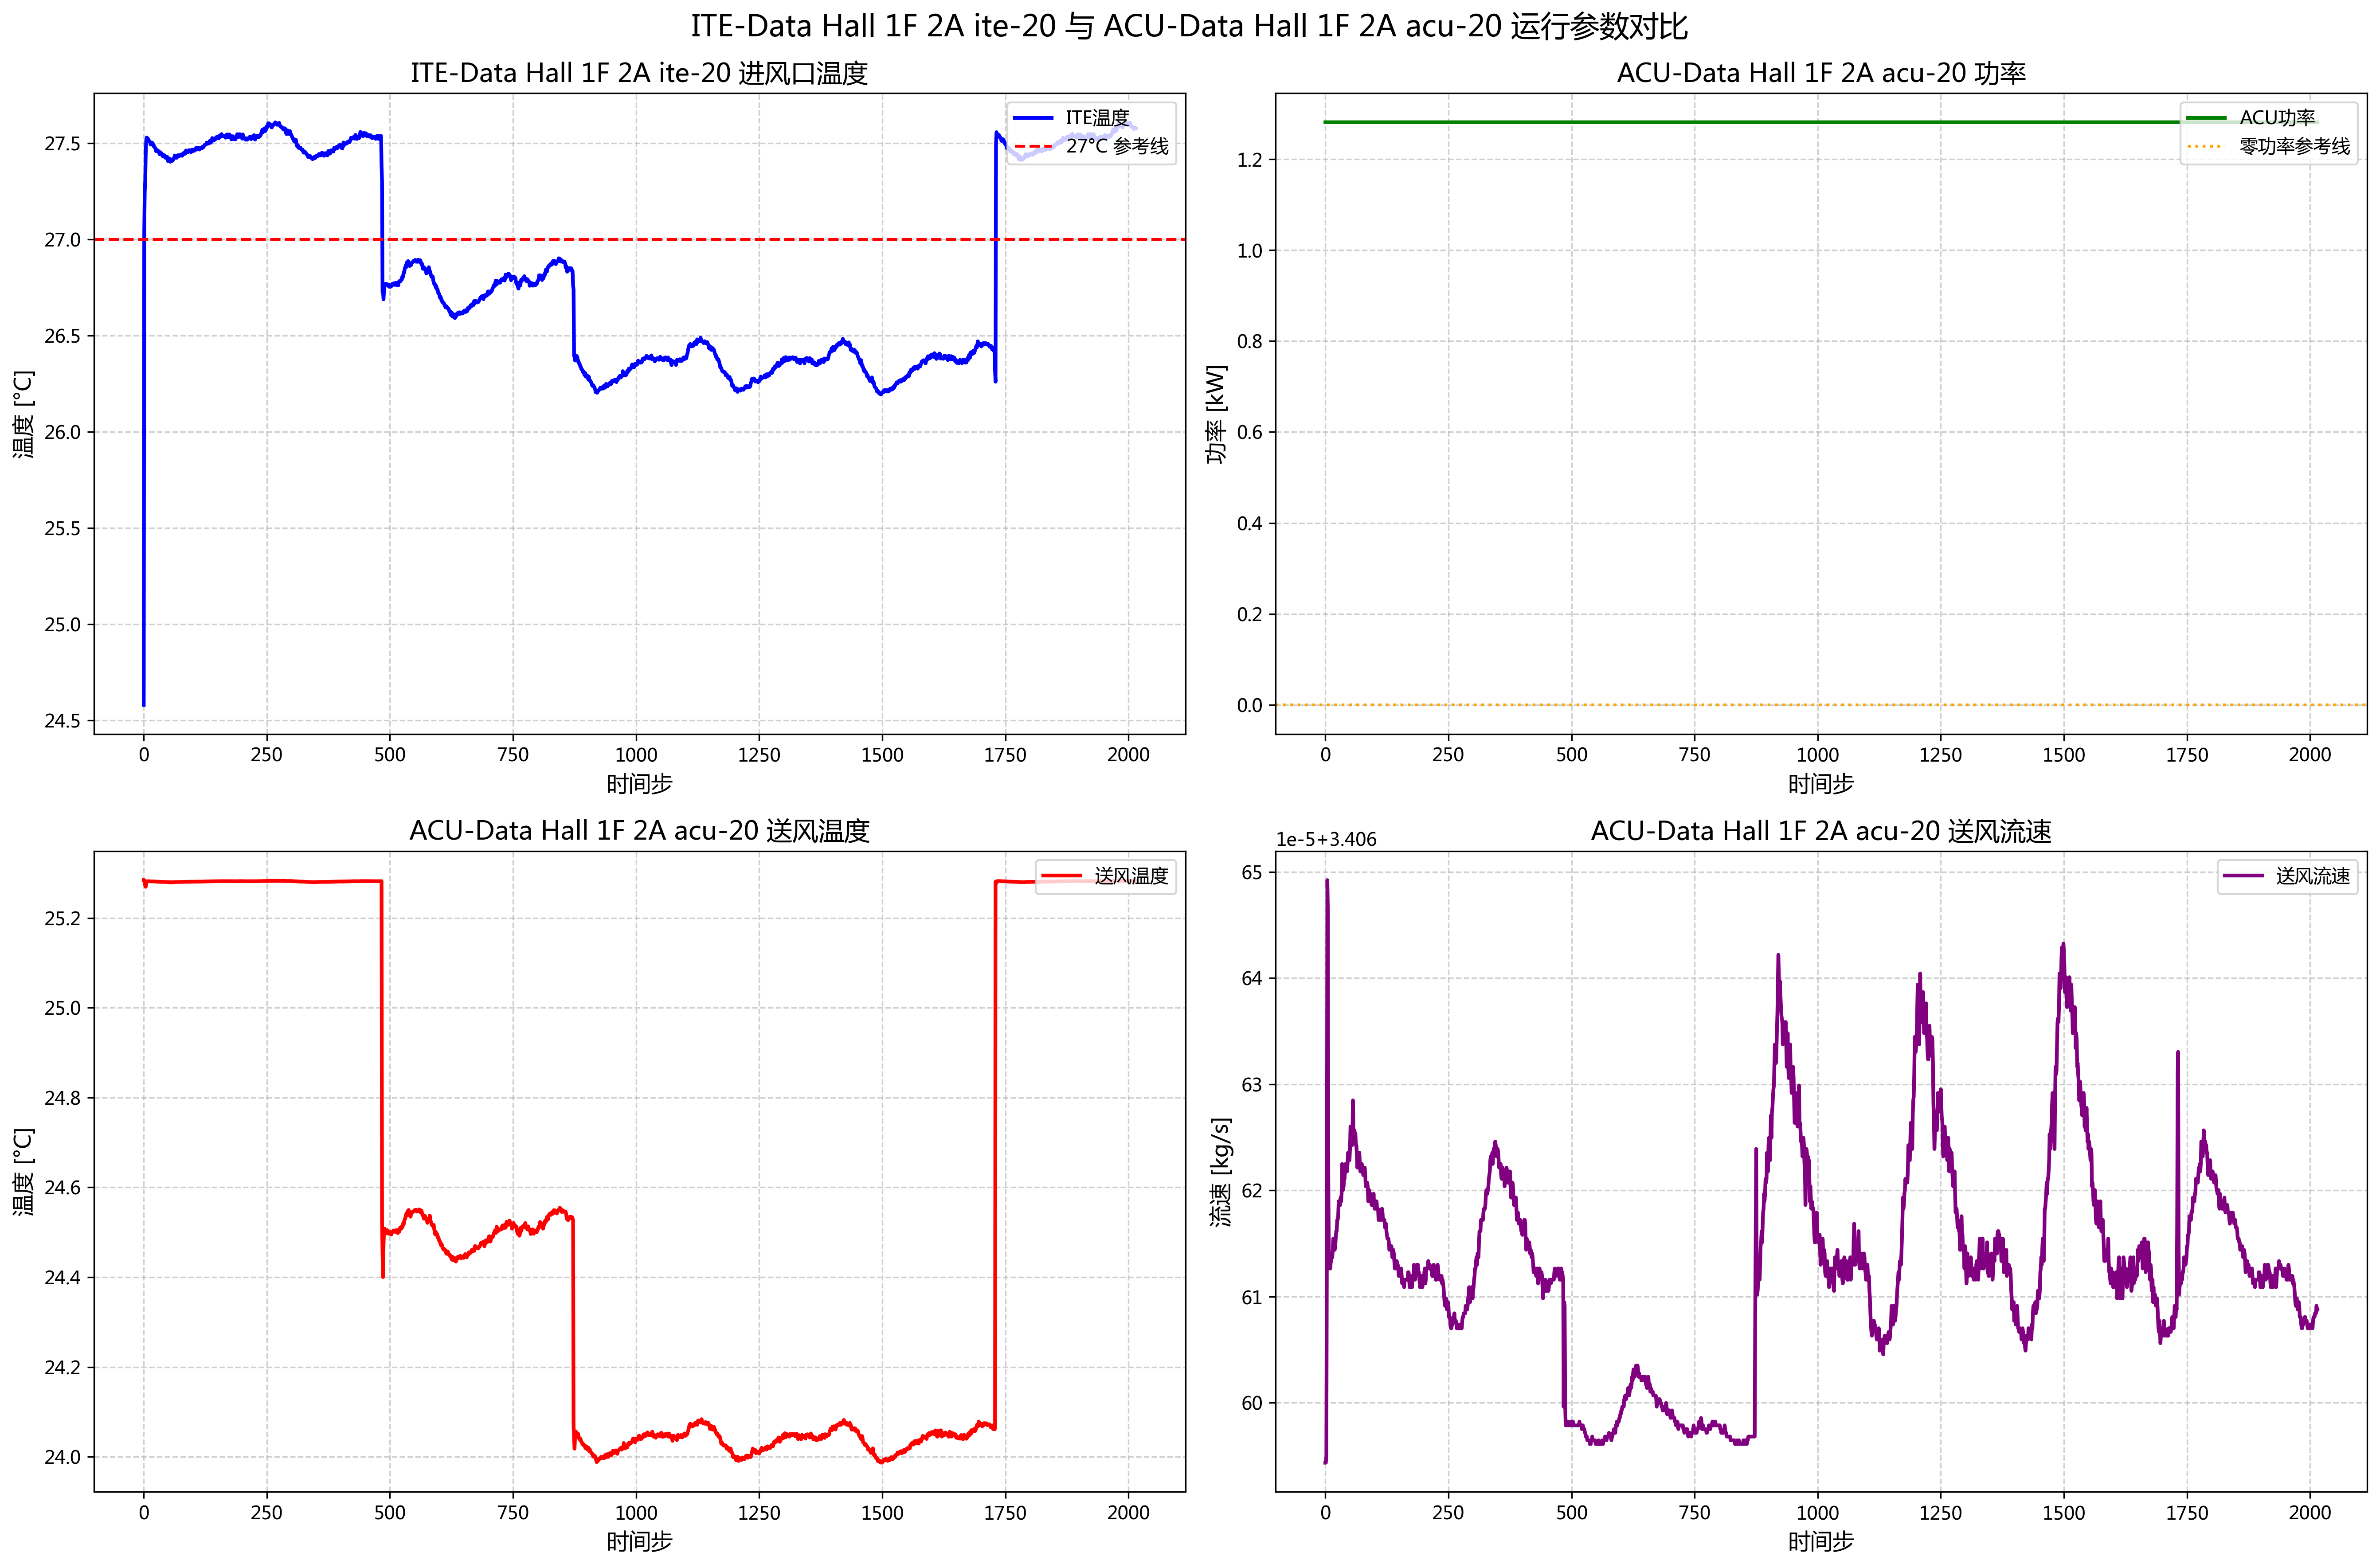 ITE-Data Hall 1F 2A ite-20 与 ACU-Data Hall 1F 2A acu-20 运行参数对比
ITE-Data Hall 1F 2A ite-20 进风口温度
ITE温度
27°C 参考线
温度 [°C]
27.5
27.0
26.5
26.0
25.5
25.0
24.5
0 250 500 750 1000 1250 1500 1750 2000
时间步
ACU-Data Hall 1F 2A acu-20 功率
ACU功率
零功率参考线
功率 [kW]
1.2
1.0
0.8
0.6
0.4
0.2
0.0
0 250 500 750 1000 1250 1500 1750 2000
时间步
ACU-Data Hall 1F 2A acu-20 送风温度
送风温度
温度 [°C]
25.2
25.0
24.8
24.6
24.4
24.2
24.0
0 250 500 750 1000 1250 1500 1750 2000
时间步
ACU-Data Hall 1F 2A acu-20 送风流速
1e-5+3.406
送风流速
流速 [kg/s]
65
64
63
62
61
60
0 250 500 750 1000 1250 1500 1750 2000
时间步